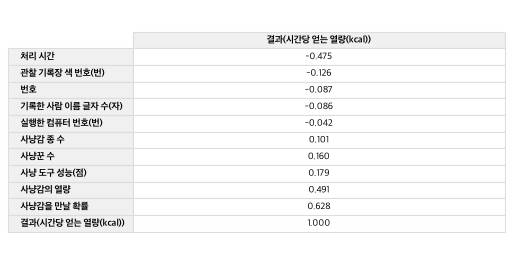 결과(시간당 얻는 열량(kcal))
처리 시간 -0.475
관찰 기록장 색 번호(번) -0.126
번호 -0.087
기록한 사람 이름 글자 수(자) -0.086
실행한 컴퓨터 번호(번) -0.042
사냥감 종 수 0.101
사냥꾼 수 0.160
사냥 도구 성능(점) 0.179
사냥감의 열량 0.491
사냥감을 만날 확률 0.628
결과(시간당 얻는 열량(kcal)) 1.000